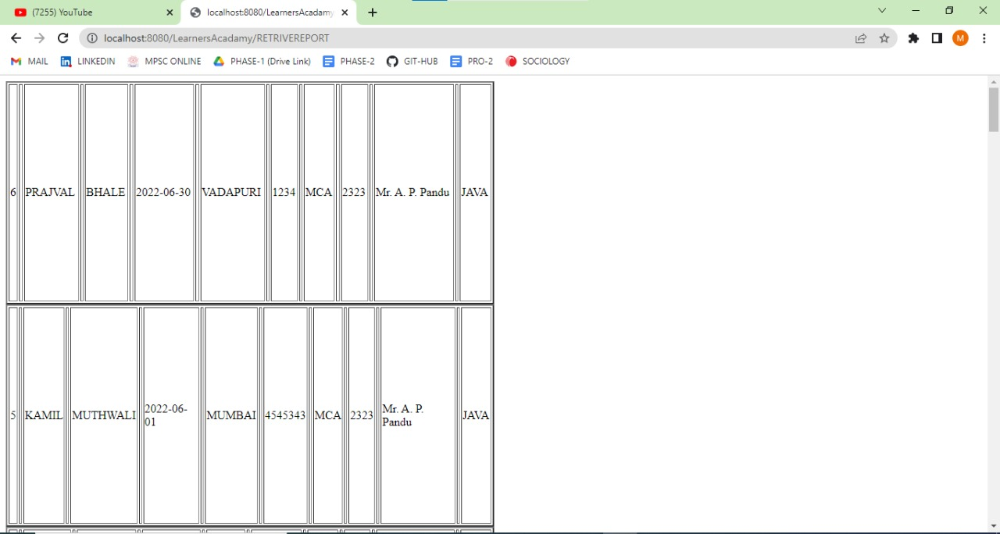 (7255) YouTube
localhost:8080/LearnersAcadamy
localhost:8080/LearnersAcadamy/RETRIVEREPORT
M
MAIL LINKEDIN MPSC ONLINE PHASE-1 (Drive Link) PHASE-2 GIT-HUB PRO-2 SOCIOLOGY
6 PRAJVAL BHALE 2022-06-30 VADAPURI 1234 MCA 2323 Mr. A. P. Pandu JAVA
5 KAMIL MUTHWALI 2022-06-01 MUMBAI 4545343 MCA 2323 Mr. A. P. Pandu JAVA